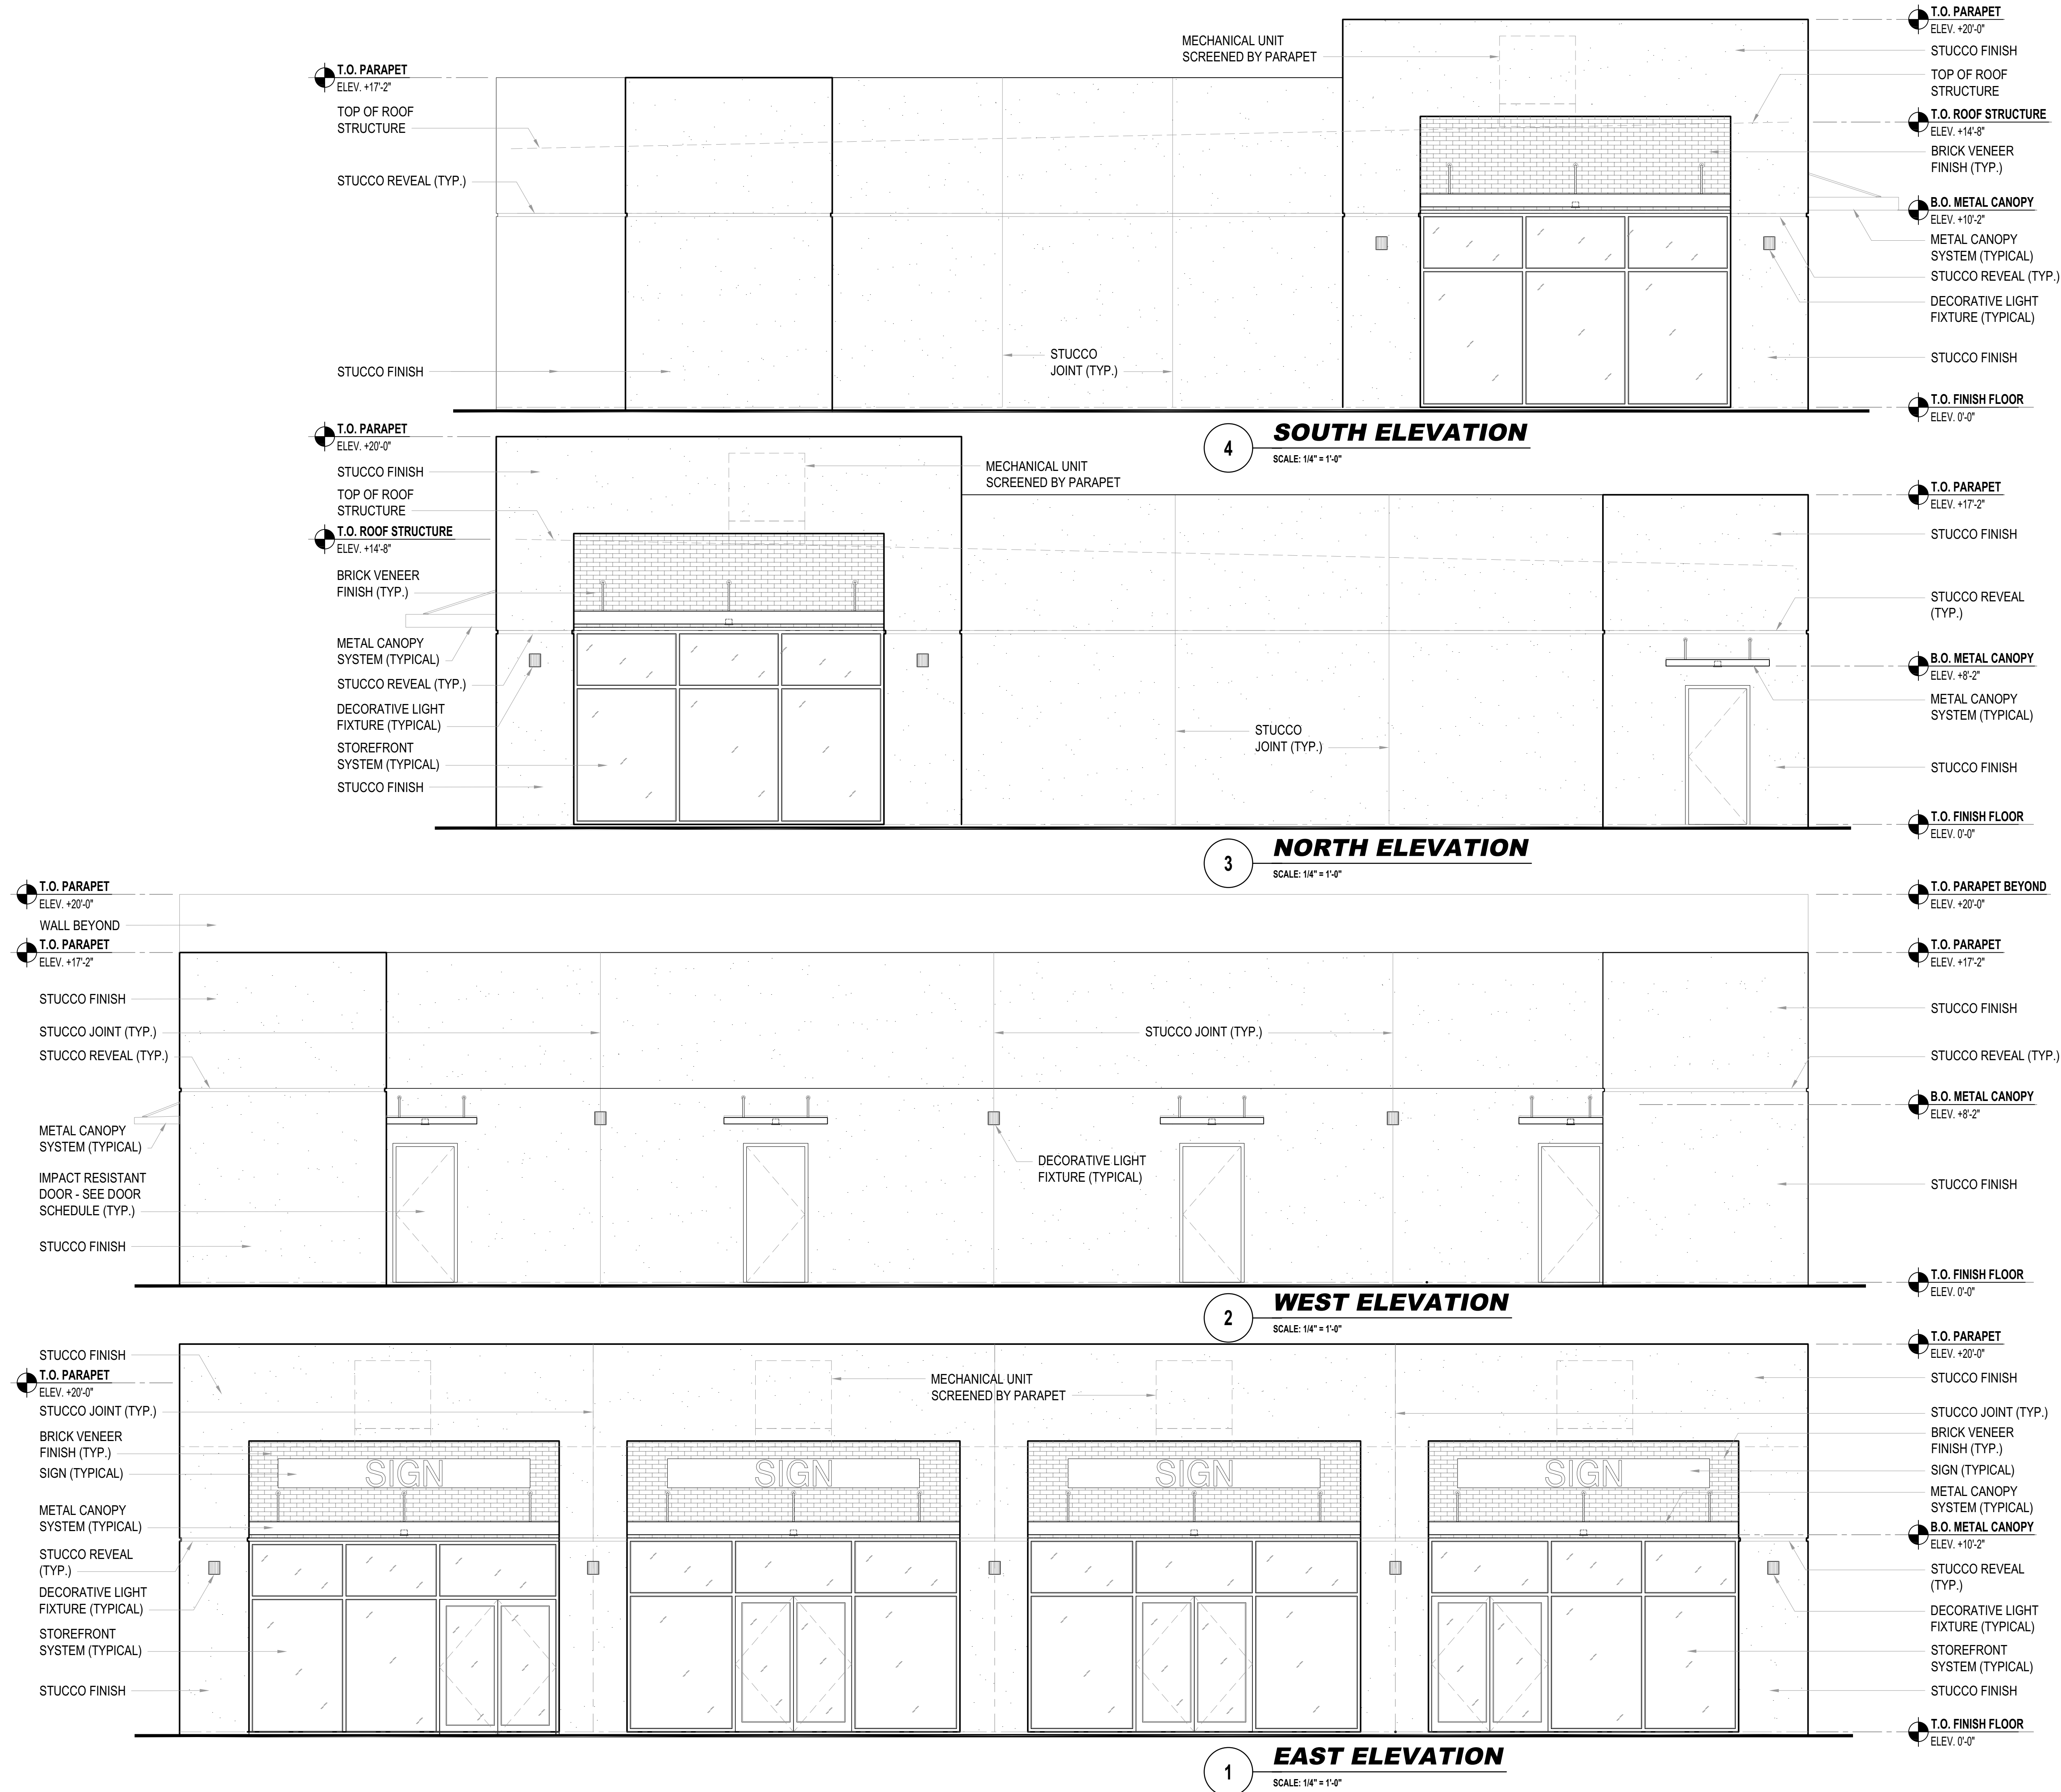 T.O. PARAPET
ELEV. +17'-2"
TOP OF ROOF
STRUCTURE
STUCCO REVEAL (TYP.)
STUCCO FINISH
MECHANICAL UNIT
SCREENED BY PARAPET
STUCCO
JOINT (TYP.)
T.O. PARAPET
ELEV. +20'-0"
STUCCO FINISH
TOP OF ROOF
STRUCTURE
T.O. ROOF STRUCTURE
ELEV. +14'-8"
BRICK VENEER
FINISH (TYP.)
B.O. METAL CANOPY
ELEV. +10'-2"
METAL CANOPY
SYSTEM (TYPICAL)
STUCCO REVEAL (TYP.)
DECORATIVE LIGHT
FIXTURE (TYPICAL)
STUCCO FINISH
T.O. FINISH FLOOR
ELEV. 0'-0"
4
SOUTH ELEVATION
SCALE: 1/4" = 1'-0"
T.O. PARAPET
ELEV. +20'-0"
STUCCO FINISH
TOP OF ROOF
STRUCTURE
T.O. ROOF STRUCTURE
ELEV. +14'-8"
BRICK VENEER
FINISH (TYP.)
METAL CANOPY
SYSTEM (TYPICAL)
STUCCO REVEAL (TYP.)
DECORATIVE LIGHT
FIXTURE (TYPICAL)
STOREFRONT
SYSTEM (TYPICAL)
STUCCO FINISH
MECHANICAL UNIT
SCREENED BY PARAPET
STUCCO
JOINT (TYP.)
T.O. PARAPET
ELEV. +17'-2"
STUCCO FINISH
STUCCO REVEAL
(TYP.)
B.O. METAL CANOPY
ELEV. +8'-2"
METAL CANOPY
SYSTEM (TYPICAL)
STUCCO FINISH
T.O. FINISH FLOOR
ELEV. 0'-0"
3
NORTH ELEVATION
SCALE: 1/4" = 1'-0"
T.O. PARAPET
ELEV. +20'-0"
WALL BEYOND
T.O. PARAPET
ELEV. +17'-2"
STUCCO FINISH
STUCCO JOINT (TYP.)
STUCCO REVEAL (TYP.)
METAL CANOPY
SYSTEM (TYPICAL)
IMPACT RESISTANT
DOOR - SEE DOOR
SCHEDULE (TYP.)
STUCCO FINISH
STUCCO JOINT (TYP.)
DECORATIVE LIGHT
FIXTURE (TYPICAL)
T.O. PARAPET BEYOND
ELEV. +20'-0"
T.O. PARAPET
ELEV. +17'-2"
STUCCO FINISH
STUCCO REVEAL (TYP.)
B.O. METAL CANOPY
ELEV. +8'-2"
STUCCO FINISH
T.O. FINISH FLOOR
ELEV. 0'-0"
2
WEST ELEVATION
SCALE: 1/4" = 1'-0"
STUCCO FINISH
T.O. PARAPET
ELEV. +20'-0"
STUCCO JOINT (TYP.)
BRICK VENEER
FINISH (TYP.)
SIGN (TYPICAL)
METAL CANOPY
SYSTEM (TYPICAL)
STUCCO REVEAL
(TYP.)
DECORATIVE LIGHT
FIXTURE (TYPICAL)
STOREFRONT
SYSTEM (TYPICAL)
STUCCO FINISH
MECHANICAL UNIT
SCREENED BY PARAPET
SIGN
SIGN
SIGN
SIGN
T.O. PARAPET
ELEV. +20'-0"
STUCCO FINISH
STUCCO JOINT (TYP.)
BRICK VENEER
FINISH (TYP.)
SIGN (TYPICAL)
METAL CANOPY
SYSTEM (TYPICAL)
B.O. METAL CANOPY
ELEV. +10'-2"
STUCCO REVEAL
(TYP.)
DECORATIVE LIGHT
FIXTURE (TYPICAL)
STOREFRONT
SYSTEM (TYPICAL)
STUCCO FINISH
T.O. FINISH FLOOR
ELEV. 0'-0"
1
EAST ELEVATION
SCALE: 1/4" = 1'-0"